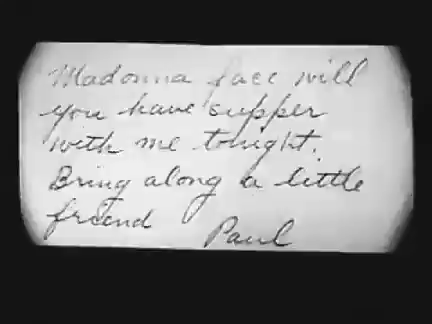 Madonna face will
you have supper
with me tonight.
Bring along a little
friend
Paul